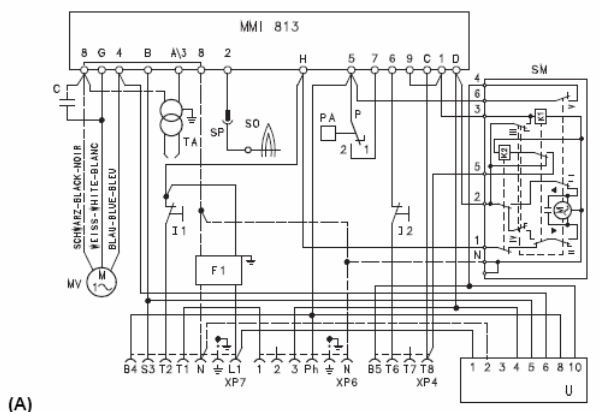 MMI 813
8 G 4 B A\3 8 2 H 5 7 6 9 C 1 D
SM
C
4
6
3
5
2
1
N
K1
K2
M
TA
SP
SO
PA
P
2 1
SCHWARZ-BLACK-NOIR
WEISS-WHITE-BLANC
BLAU-BLUE-BLEU
I1
I2
F1
MV
M
1
B4 S3 T2 T1 N L1 1 2 3 Ph N B5 T6 T7 T8
XP7 XP6 XP4
1 2 3 4 5 6 8 10
U
(A)